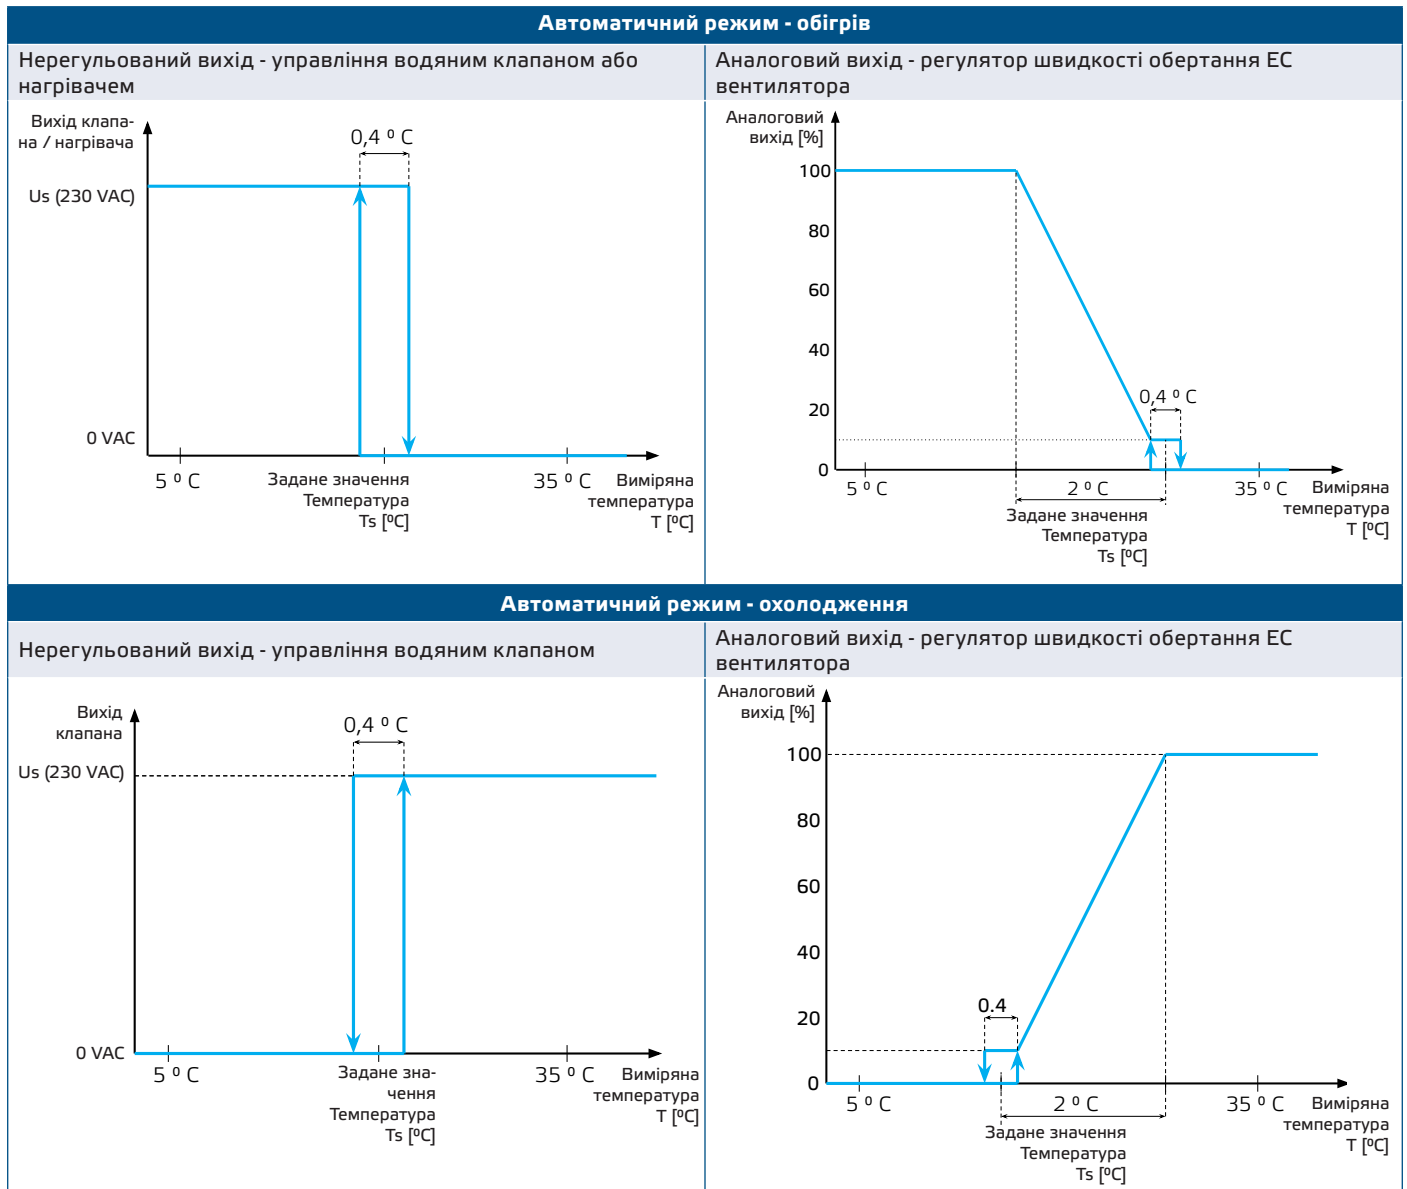 Автоматичний режим - обігрів
Нерегульований вихід - управління водяним клапаном або
нагрівачем
Аналоговий вихід - регулятор швидкості обертання ЕС
вентилятора
Вихід клапа-
на / нагрівача
0,4 º C
Us (230 VAC)
0 VAC
5 º C
Задане значення
Температура
Ts [ºC]
35 º C
Виміряна
температура
T [ºC]
Аналоговий
вихід [%]
100
80
60
40
20
0
0,4 º C
5 º C
2 º C
35 º C
Задане значення
Температура
Ts [ºC]
Виміряна
температура
T [ºC]
Автоматичний режим - охолодження
Нерегульований вихід - управління водяним клапаном
Аналоговий вихід - регулятор швидкості обертання ЕС
вентилятора
Вихід
клапана
0,4 º C
Us (230 VAC)
0 VAC
5 º C
Задане зна-
чення
Температура
Ts [ºC]
35 º C
Виміряна
температура
T [ºC]
Аналоговий
вихід [%]
100
80
60
40
20
0
0.4
5 º C
2 º C
35 º C
Задане значення
Температура
Ts [ºC]
Виміряна
температура
T [ºC]